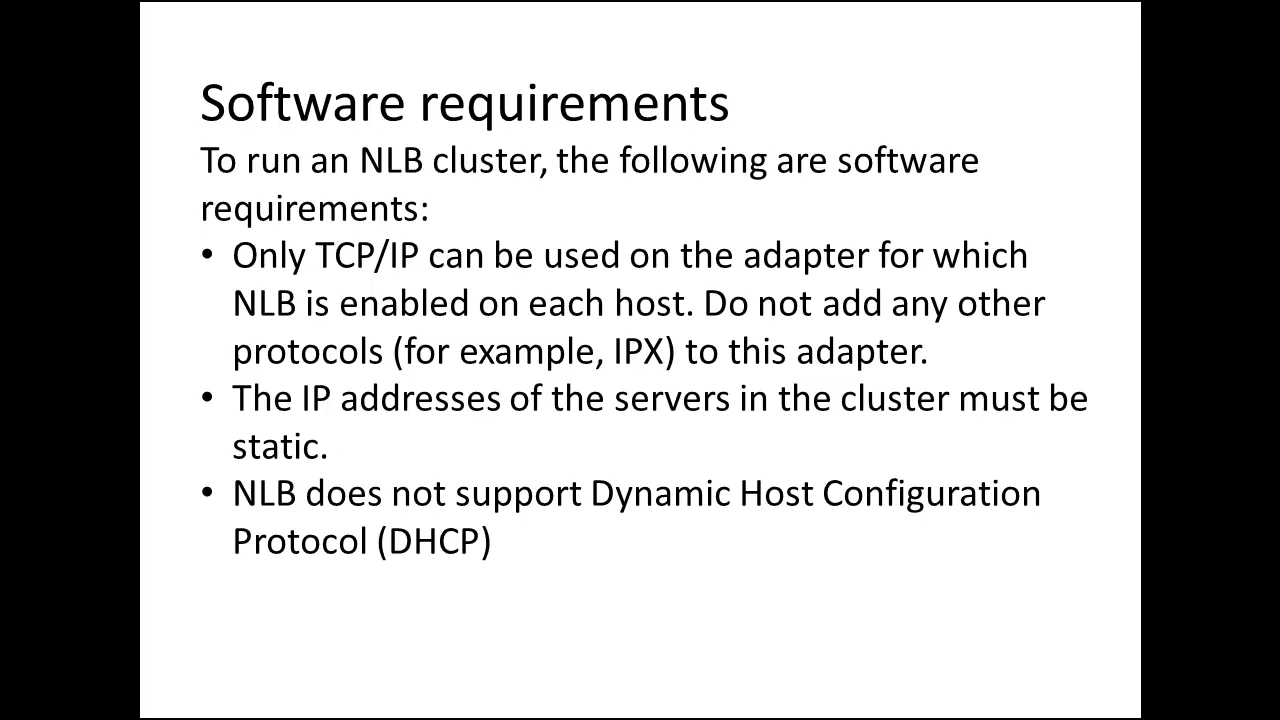 Software requirements
To run an NLB cluster, the following are software
requirements:
• Only TCP/IP can be used on the adapter for which
NLB is enabled on each host. Do not add any other
protocols (for example, IPX) to this adapter.
• The IP addresses of the servers in the cluster must be
static.
• NLB does not support Dynamic Host Configuration
Protocol (DHCP)